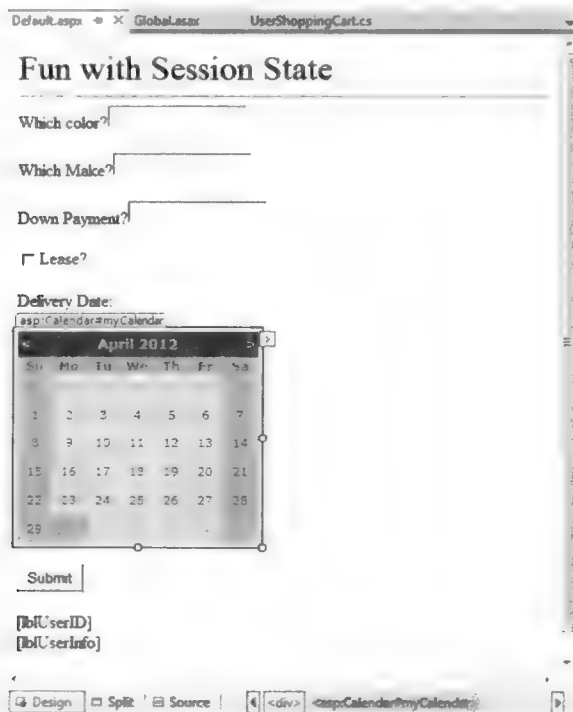 Default.aspx Global.asax UserShoppingCart.cs
Fun with Session State
Which color?
Which Make?
Down Payment?
Lease?
Delivery Date:
asp:Calendar#myCalendar
< April 2012 >
Su Mo Tu We Th Fr Sa
1 2 3 4 5 6 7
8 9 10 11 12 13 14
15 16 17 18 19 20 21
22 23 24 25 26 27 28
29
Submit
[lblUserID]
[lblUserInfo]
Design Split Source <div> <asp:Calendar#myCalendar>